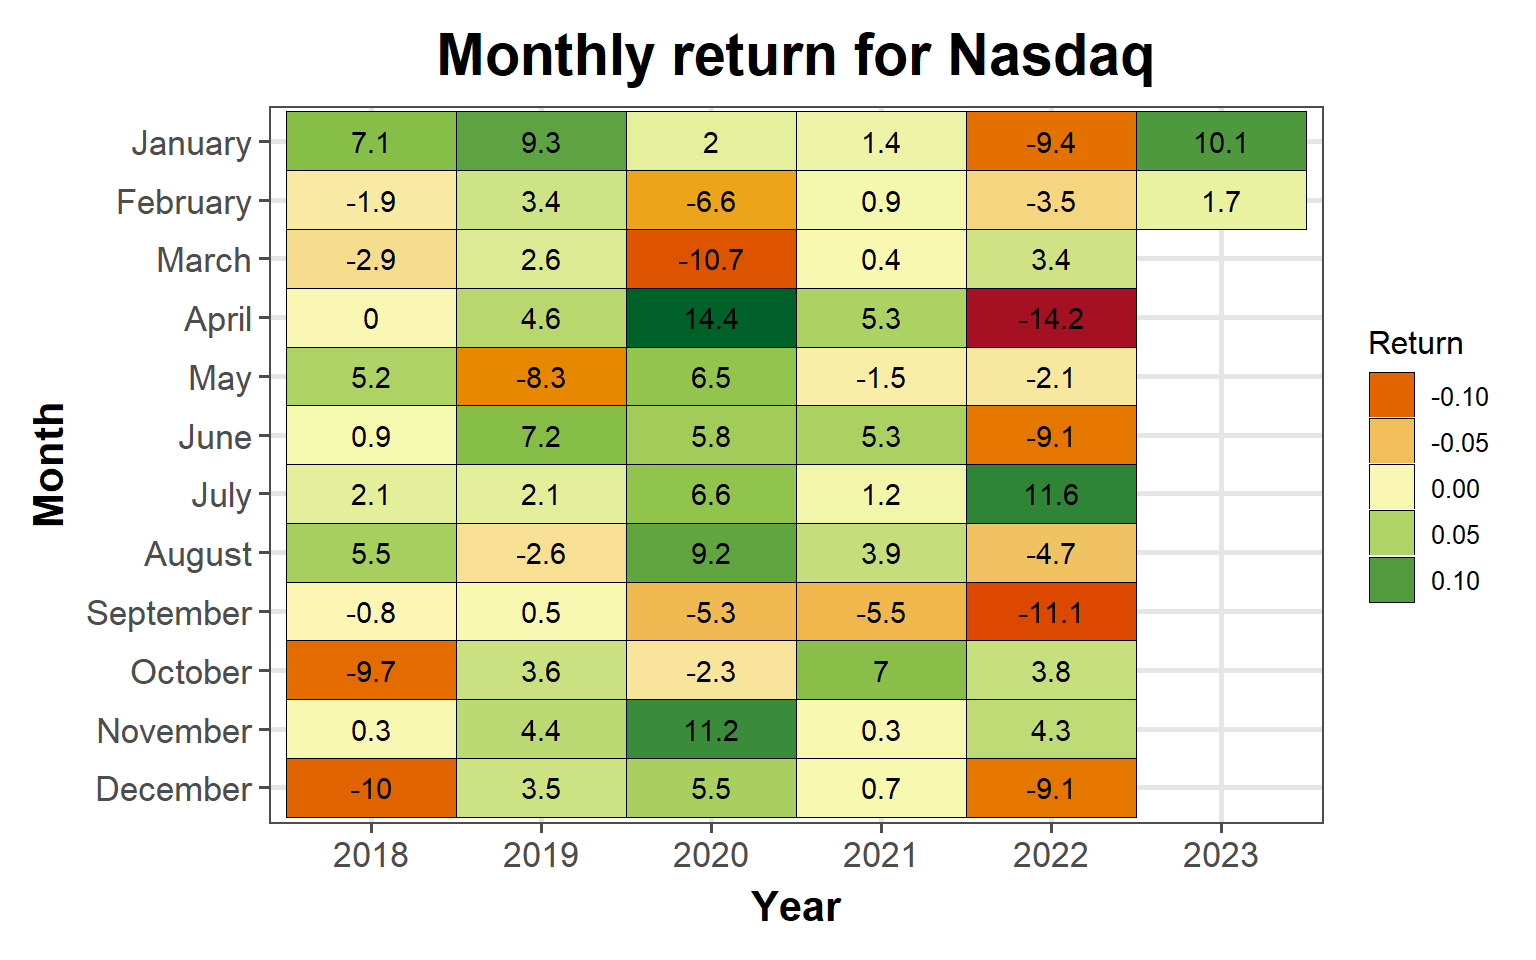 Monthly return for Nasdaq
January 7.1 9.3 2 1.4 -9.4 10.1
February -1.9 3.4 -6.6 0.9 -3.5 1.7
March -2.9 2.6 -10.7 0.4 3.4
April 0 4.6 14.4 5.3 -14.2
May 5.2 -8.3 6.5 -1.5 -2.1
June 0.9 7.2 5.8 5.3 -9.1
July 2.1 2.1 6.6 1.2 11.6
August 5.5 -2.6 9.2 3.9 -4.7
September -0.8 0.5 -5.3 -5.5 -11.1
October -9.7 3.6 -2.3 7 3.8
November 0.3 4.4 11.2 0.3 4.3
December -10 3.5 5.5 0.7 -9.1
2018 2019 2020 2021 2022 2023
Year
Month
Return
-0.10
-0.05
0.00
0.05
0.10